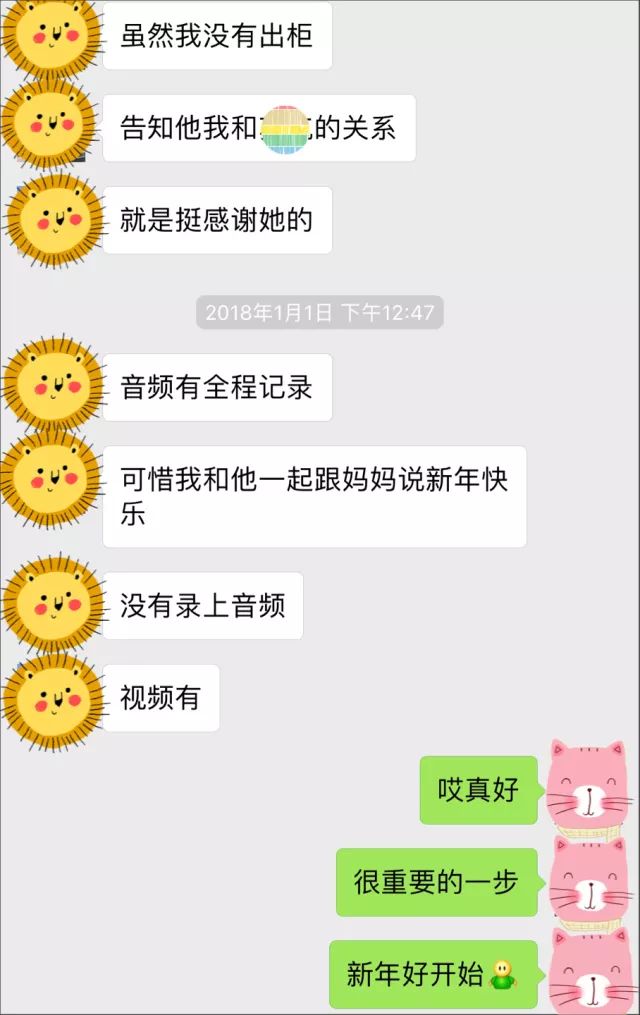 虽然我没有出柜
告知他我和的关系
就是挺感谢她的
2018年1月1日 下午12:47
音频有全程记录
可惜我和他一起跟妈妈说新年快
乐
没有录上音频
视频有
哎真好
很重要的一步
新年好开始